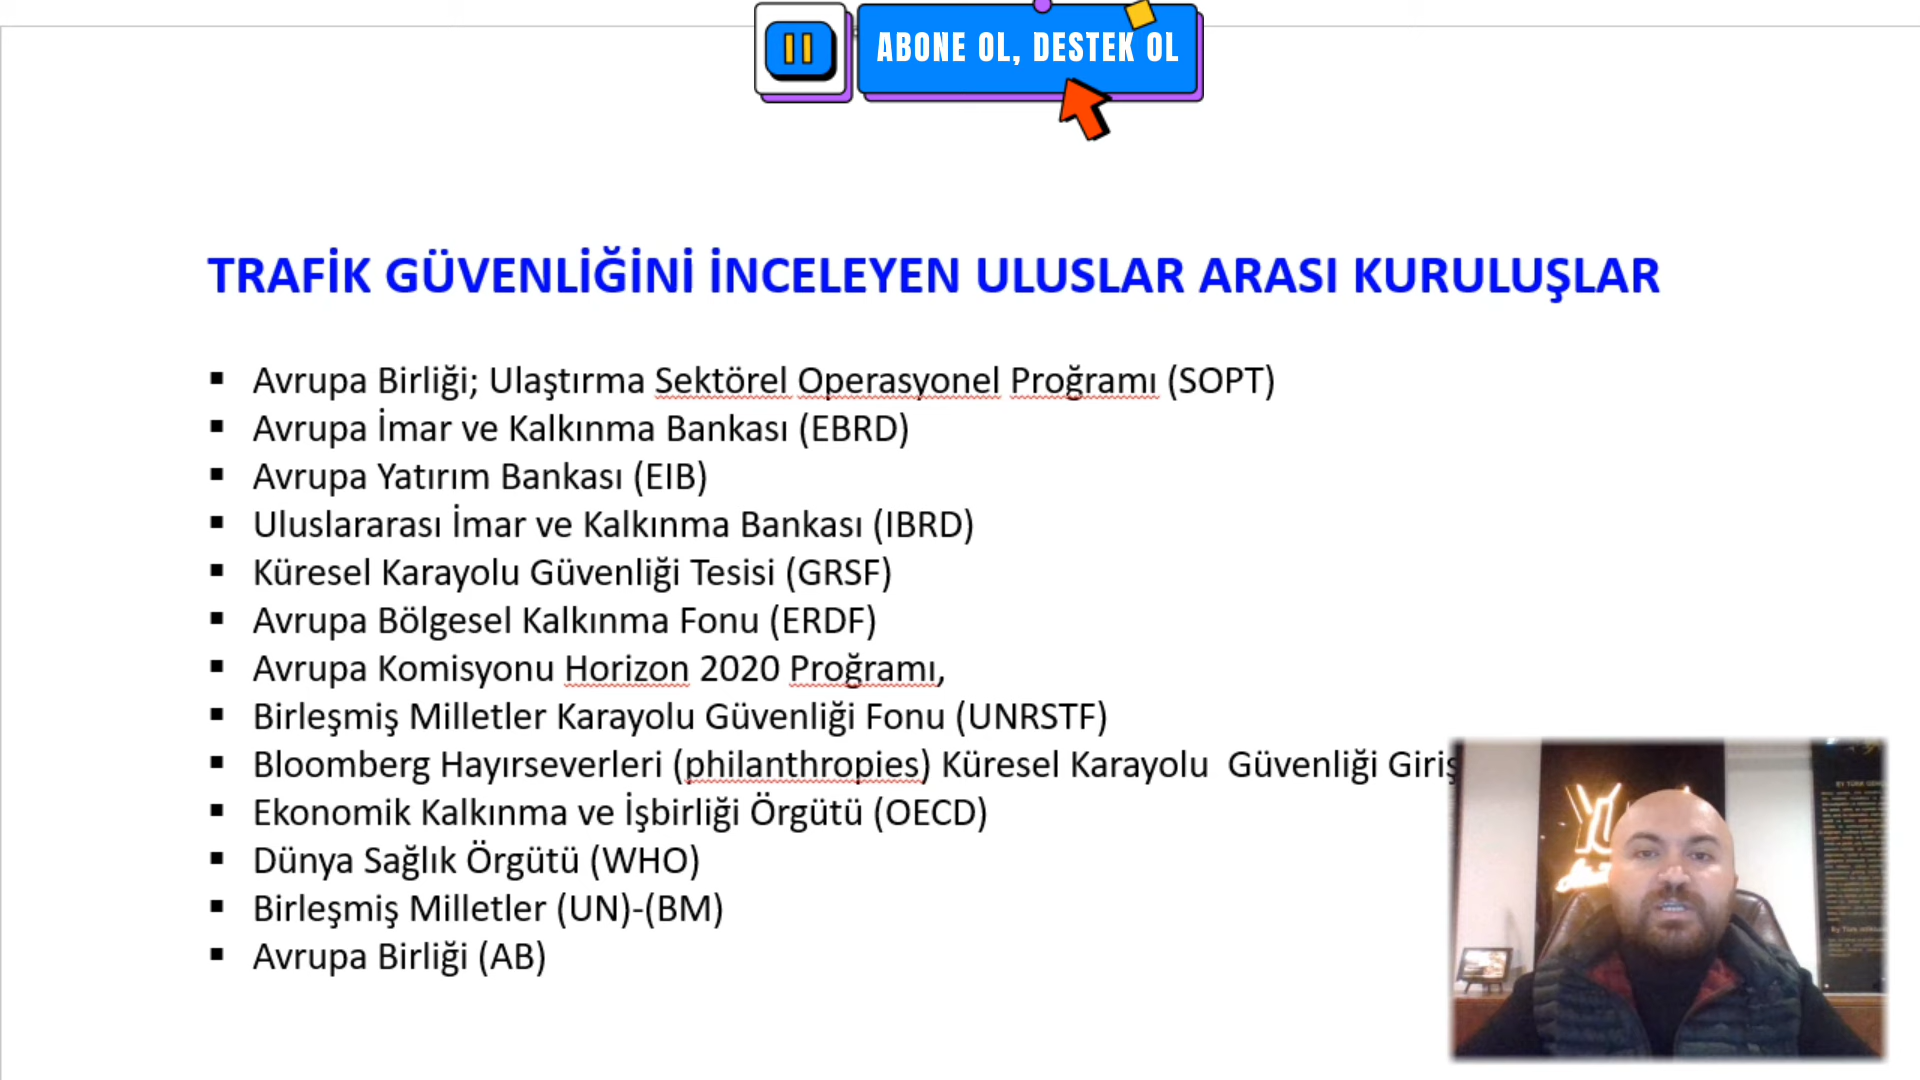 ABONE OL, DESTEK OL
TRAFİK GÜVENLİĞİNİ İNCELEYEN ULUSLAR ARASI KURULUŞLAR
▪ Avrupa Birliği; Ulaştırma Sektörel Operasyonel Proğramı (SOPT)
▪ Avrupa İmar ve Kalkınma Bankası (EBRD)
▪ Avrupa Yatırım Bankası (EIB)
▪ Uluslararası İmar ve Kalkınma Bankası (IBRD)
▪ Küresel Karayolu Güvenliği Tesisi (GRSF)
▪ Avrupa Bölgesel Kalkınma Fonu (ERDF)
▪ Avrupa Komisyonu Horizon 2020 Proğramı,
▪ Birleşmiş Milletler Karayolu Güvenliği Fonu (UNRSTF)
▪ Bloomberg Hayırseverleri (philanthropies) Küresel Karayolu Güvenliği Giriş
▪ Ekonomik Kalkınma ve İşbirliği Örgütü (OECD)
▪ Dünya Sağlık Örgütü (WHO)
▪ Birleşmiş Milletler (UN)-(BM)
▪ Avrupa Birliği (AB)